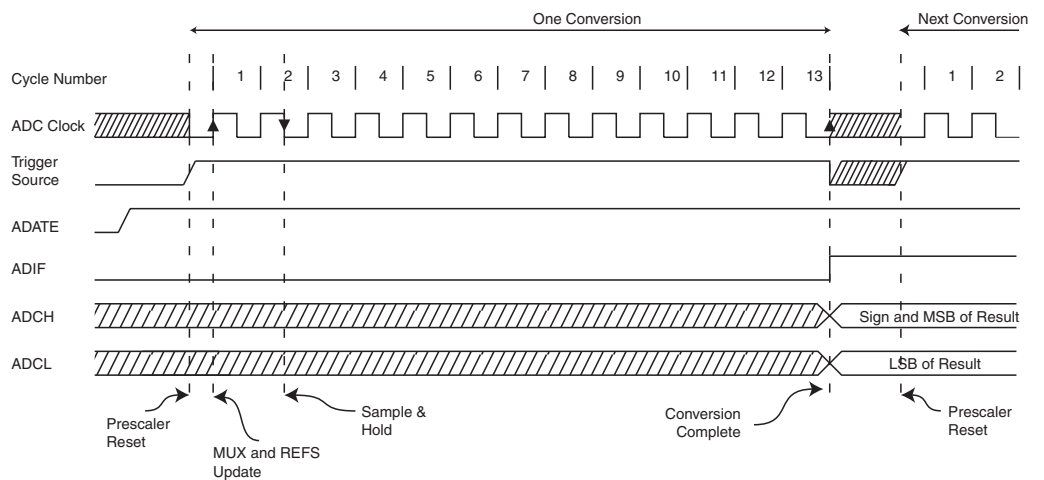 One Conversion
Next Conversion
Cycle Number
1 2 3 4 5 6 7 8 9 10 11 12 13 1 2
ADC Clock
Trigger
Source
ADATE
ADIF
ADCH
Sign and MSB of Result
ADCL
LSB of Result
Prescaler
Reset
MUX and REFS
Update
Sample &
Hold
Conversion
Complete
Prescaler
Reset